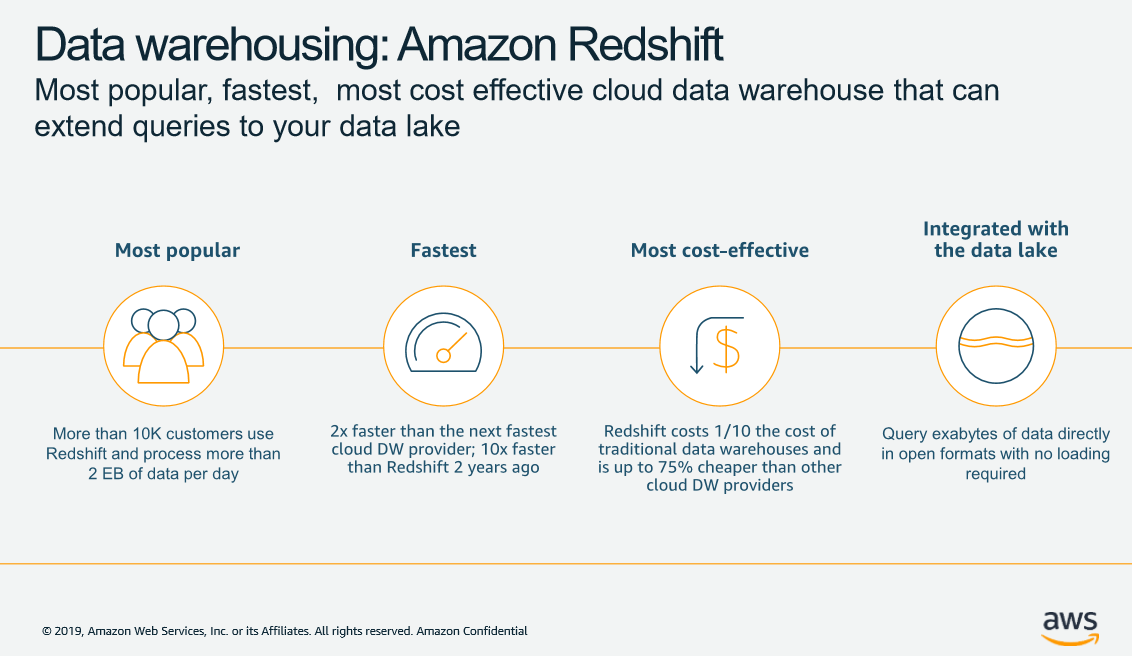 Data warehousing: Amazon Redshift
Most popular, fastest,  most cost effective cloud data warehouse that can
extend queries to your data lake
Most popular
More than 10K customers use
Redshift and process more than
2 EB of data per day
Fastest
2x faster than the next fastest
cloud DW provider; 10x faster
than Redshift 2 years ago
Most cost-effective
$
Redshift costs 1/10 the cost of
traditional data warehouses and
is up to 75% cheaper than other
cloud DW providers
Integrated with
the data lake
Query exabytes of data directly
in open formats with no loading
required
© 2019, Amazon Web Services, Inc. or its Affiliates. All rights reserved. Amazon Confidential
aws